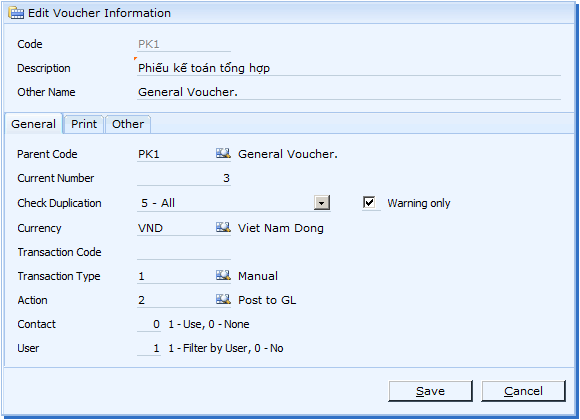 Edit Voucher Information
Code PK1
Description Phiếu kế toán tổng hợp
Other Name General Voucher.
General Print Other
Parent Code PK1 General Voucher.
Current Number 3
Check Duplication 5 - All Warning only
Currency VND Viet Nam Dong
Transaction Code
Transaction Type 1 Manual
Action 2 Post to GL
Contact 0 1 - Use, 0 - None
User 1 1 - Filter by User, 0 - No
Save Cancel